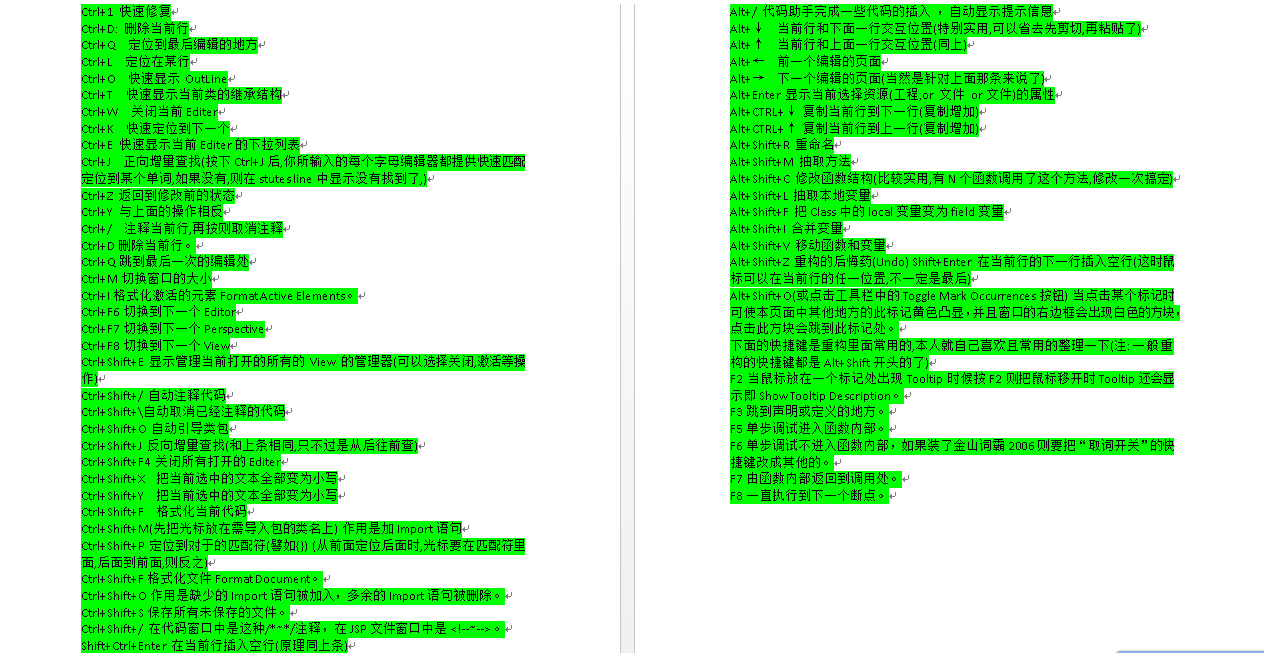 Ctrl+1 快速修复
Ctrl+D: 删除当前行
Ctrl+Q 定位到最后编辑的地方
Ctrl+L 定位在某行
Ctrl+O 快速显示 OutLine
Ctrl+T 快速显示当前类的继承结构
Ctrl+W 关闭当前 Editer
Ctrl+K 快速定位到下一个
Ctrl+E 快速显示当前 Editer 的下拉列表
Ctrl+J 正向增量查找(按下 Ctrl+J 后,你所输入的每个字母编辑器都提供快速匹配
定位到某个单词,如果没有,则在 stutes line 中显示没有找到了,)
Ctrl+Z 返回到修改前的状态
Ctrl+Y 与上面的操作相反
Ctrl+/ 注释当前行,再按则取消注释
Ctrl+D 删除当前行。
Ctrl+Q 跳到最后一次的编辑处
Ctrl+M 切换窗口的大小
Ctrl+I 格式化激活的元素 Format Active Elements。
Ctrl+F6 切换到下一个 Editor
Ctrl+F7 切换到下一个 Perspective
Ctrl+F8 切换到下一个 View
Ctrl+Shift+E 显示管理当前打开的所有的 View 的管理器(可以选择关闭,激活等操
作)
Ctrl+Shift+/ 自动注释代码
Ctrl+Shift+\自动取消已经注释的代码
Ctrl+Shift+O 自动引导类包
Ctrl+Shift+J 反向增量查找(和上条相同,只不过是从后往前查)
Ctrl+Shift+F4 关闭所有打开的 Editer
Ctrl+Shift+X 把当前选中的文本全部变为小写
Ctrl+Shift+Y 把当前选中的文本全部变为小写
Ctrl+Shift+F 格式化当前代码
Ctrl+Shift+M(先把光标放在需导入包的类名上) 作用是加 Import 语句
Ctrl+Shift+P 定位到对于的匹配符(譬如{}) (从前面定位后面时,光标要在匹配符里
面,后面到前面,则反之)
Ctrl+Shift+F 格式化文件 Format Document。
Ctrl+Shift+O 作用是缺少的 Import 语句被加入，多余的 Import 语句被删除。
Ctrl+Shift+S 保存所有未保存的文件。
Ctrl+Shift+/ 在代码窗口中是这种/*~*/注释，在 JSP 文件窗口中是 <!--~-->。
Shift+Ctrl+Enter 在当前行插入空行(原理同上条)
Alt+/ 代码助手完成一些代码的插入 ，自动显示提示信息
Alt+↓ 当前行和下面一行交互位置(特别实用,可以省去先剪切,再粘贴了)
Alt+↑ 当前行和上面一行交互位置(同上)
Alt+← 前一个编辑的页面
Alt+→ 下一个编辑的页面(当然是针对上面那条来说了)
Alt+Enter 显示当前选择资源(工程,or 文件 or 文件)的属性
Alt+CTRL+↓ 复制当前行到下一行(复制增加)
Alt+CTRL+↑ 复制当前行到上一行(复制增加)
Alt+Shift+R 重命名
Alt+Shift+M 抽取方法
Alt+Shift+C 修改函数结构(比较实用,有 N 个函数调用了这个方法,修改一次搞定)
Alt+Shift+L 抽取本地变量
Alt+Shift+F 把 Class 中的 local 变量变为 field 变量
Alt+Shift+I 合并变量
Alt+Shift+V 移动函数和变量
Alt+Shift+Z 重构的后悔药(Undo) Shift+Enter 在当前行的下一行插入空行(这时鼠
标可以在当前行的任一位置,不一定是最后)
Alt+Shift+O(或点击工具栏中的 Toggle Mark Occurrences 按钮) 当点击某个标记时
可使本页面中其他地方的此标记黄色凸显，并且窗口的右边框会出现白色的方块，
点击此方块会跳到此标记处。
下面的快捷键是重构里面常用的,本人就自己喜欢且常用的整理一下(注: 一般重
构的快捷键都是 Alt+Shift 开头的了)
F2 当鼠标放在一个标记处出现 Tooltip 时候按 F2 则把鼠标移开时 Tooltip 还会显
示即 Show Tooltip Description。
F3 跳到声明或定义的地方。
F5 单步调试进入函数内部。
F6 单步调试不进入函数内部，如果装了金山词霸 2006 则要把“取词开关”的快
捷键改成其他的。
F7 由函数内部返回到调用处。
F8 一直执行到下一个断点。